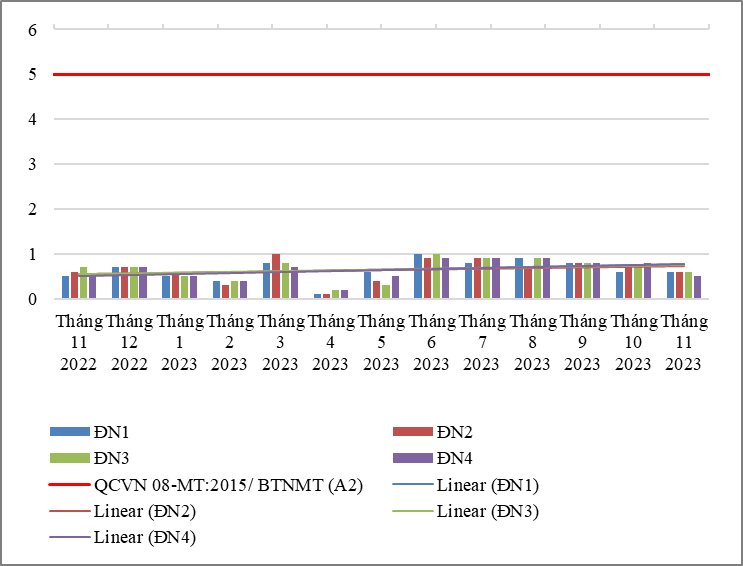 6
5
4
3
2
1
0
Tháng Tháng Tháng Tháng Tháng Tháng Tháng Tháng Tháng Tháng Tháng Tháng Tháng
11 12 1 2 3 4 5 6 7 8 9 10 11
2022 2022 2023 2023 2023 2023 2023 2023 2023 2023 2023 2023 2023
ĐN1 ĐN2
ĐN3 ĐN4
QCVN 08-MT:2015/ BTNMT (A2) Linear (ĐN1)
Linear (ĐN2) Linear (ĐN3)
Linear (ĐN4)